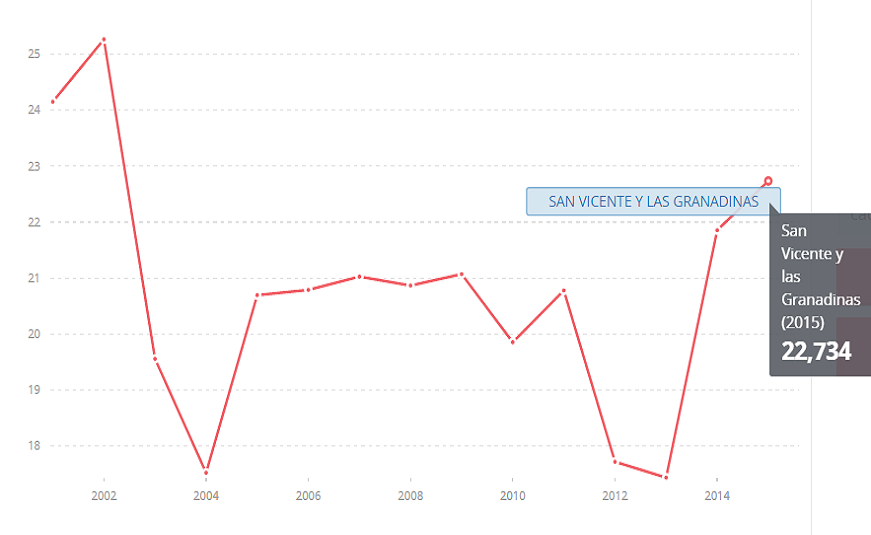 25
24
23
22
21
20
19
18
SAN VICENTE Y LAS GRANADINAS
San
Vicente y
las
Granadinas
(2015)
22,734
2002 2004 2006 2008 2010 2012 2014